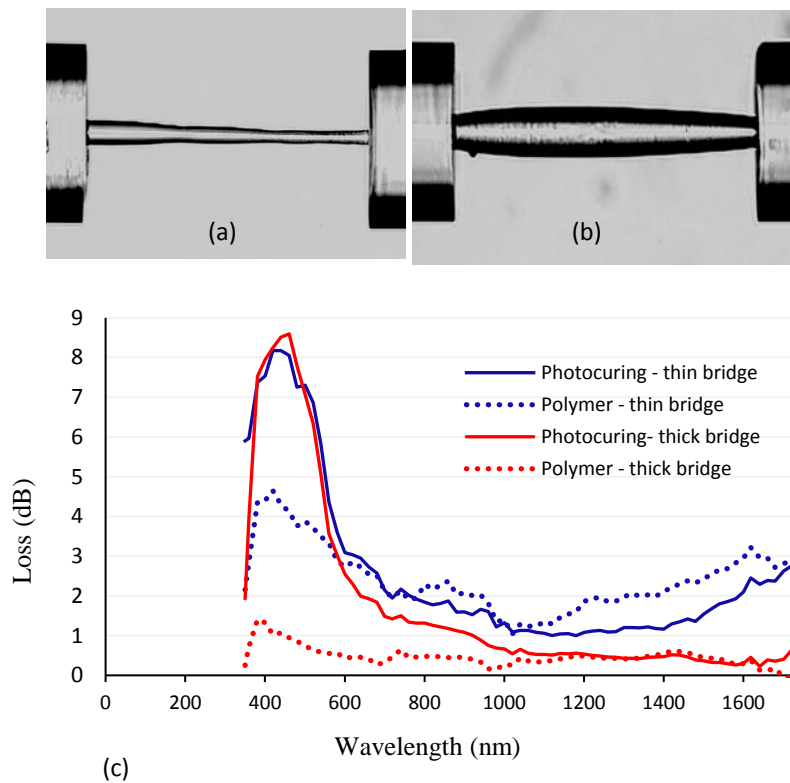 (a)
(b)
9
8
7
6
5
4
3
2
1
0
Loss (dB)
Photocuring - thin bridge
Polymer - thin bridge
Photocuring- thick bridge
Polymer - thick bridge
0 200 400 600 800 1000 1200 1400 1600
Wavelength (nm)
(c)